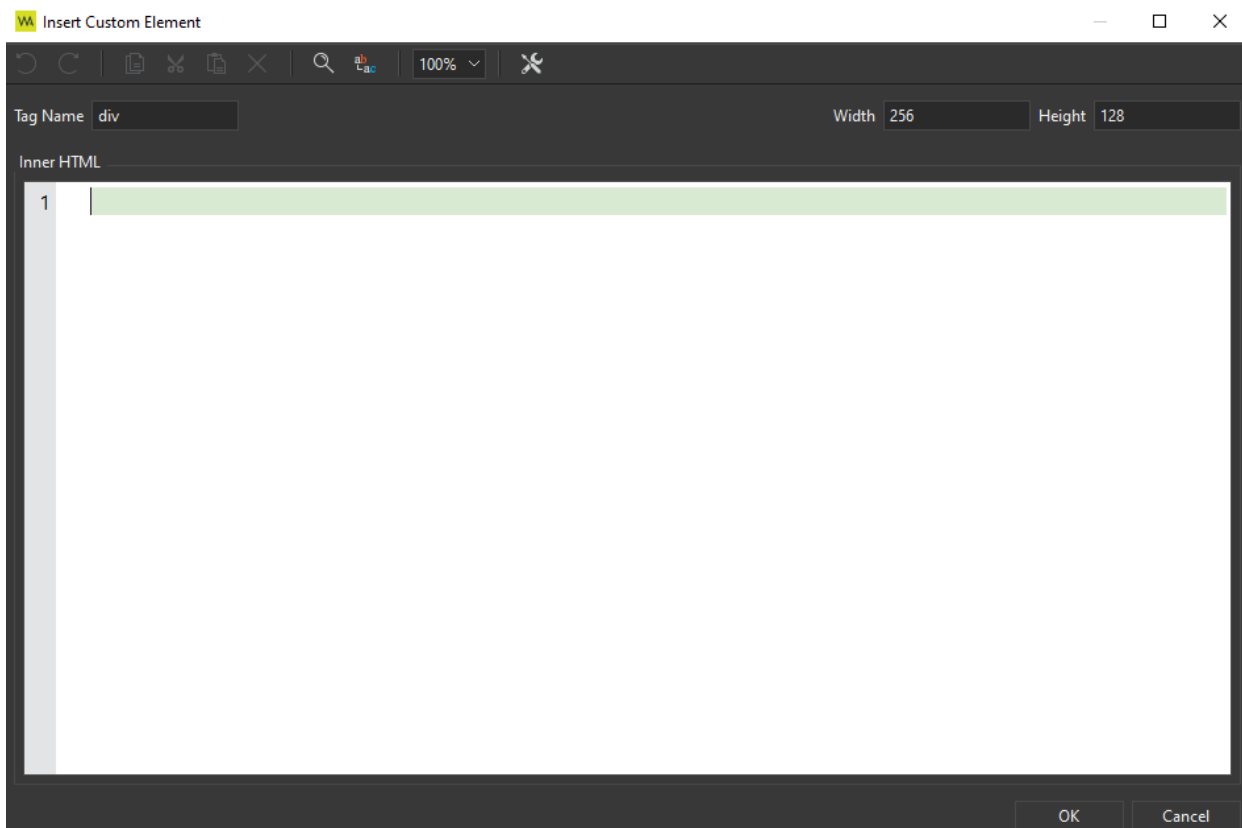 Insert Custom Element
100%
Tag Name div Width 256 Height 128
Inner HTML
1
OK Cancel